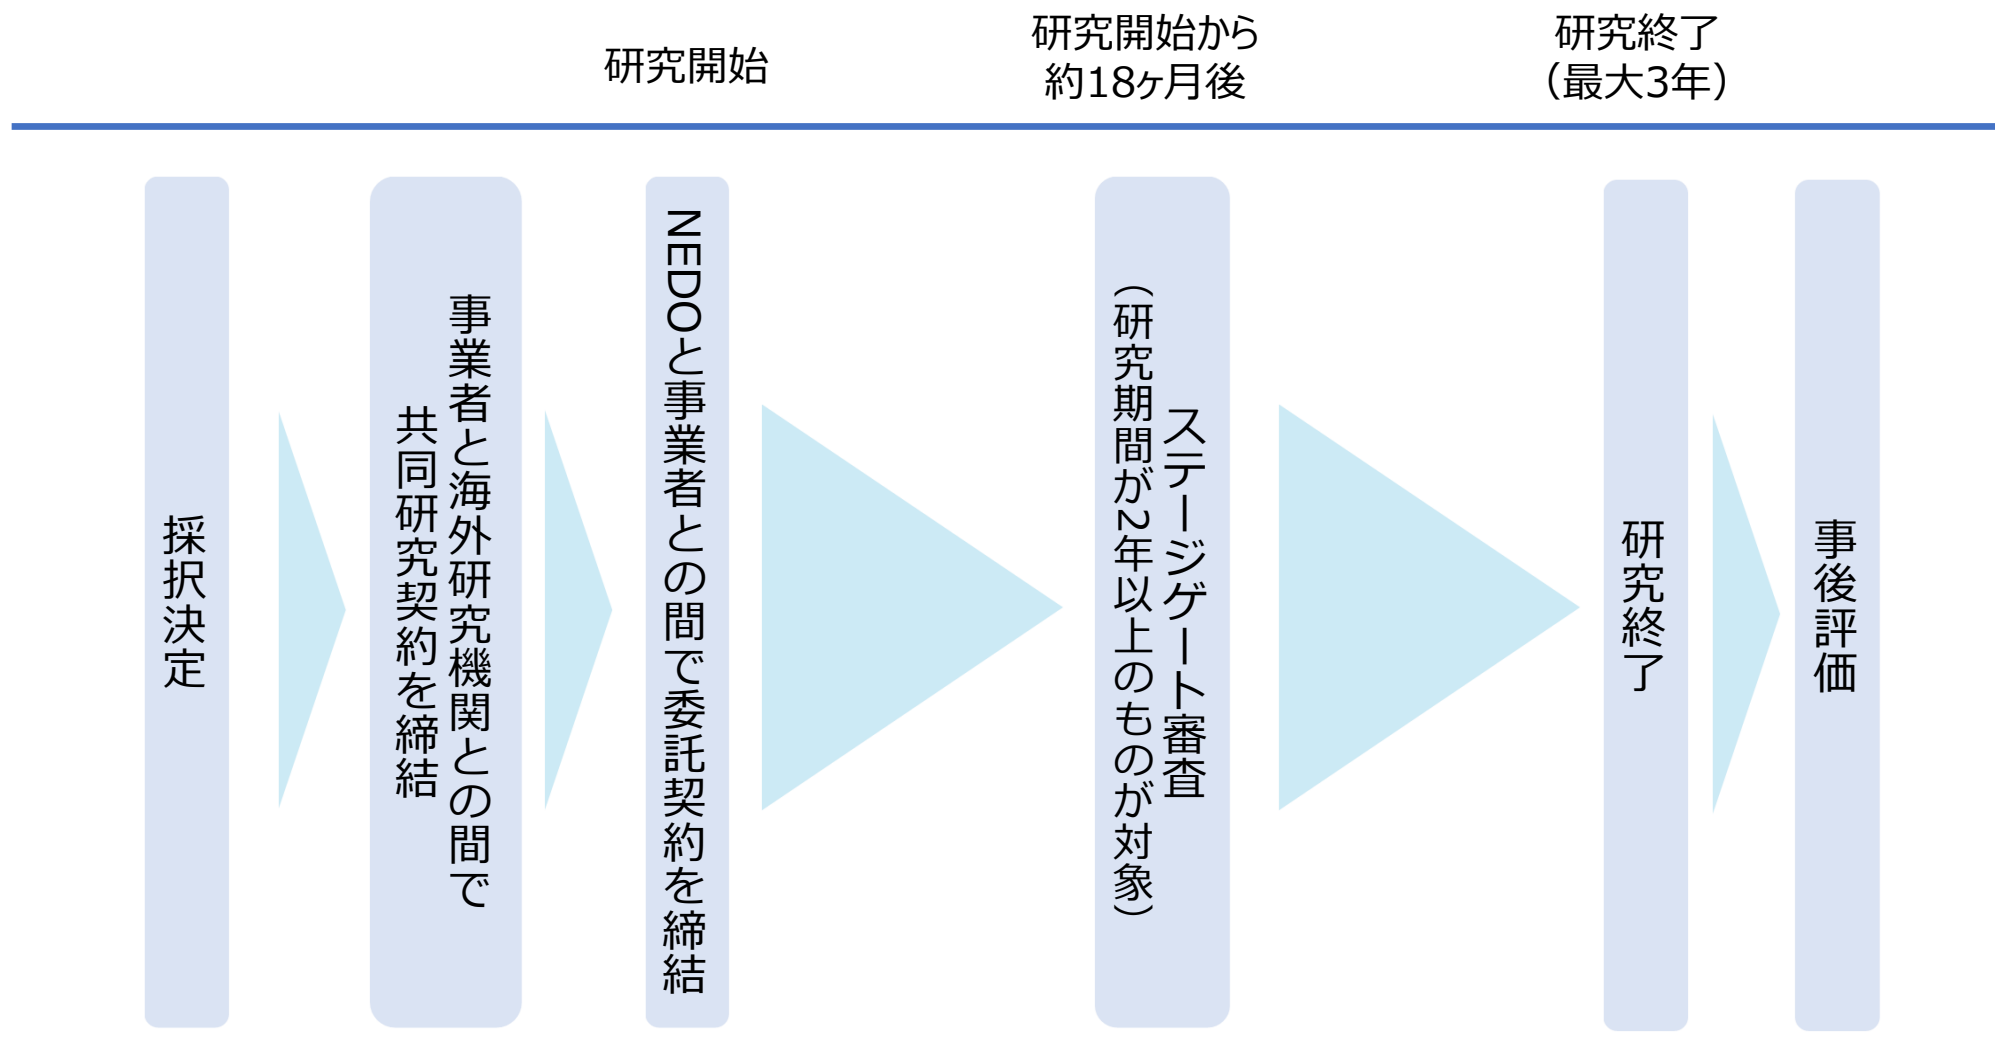 研究開始
研究開始から
約18ヶ月後
研究終了
（最大3年）
採択決定
事業者と海外研究機関との間で
共同研究契約を締結
NEDOと事業者との間で委託契約を締結
ステージゲート審査
（研究期間が2年以上のものが対象）
研究終了
事後評価